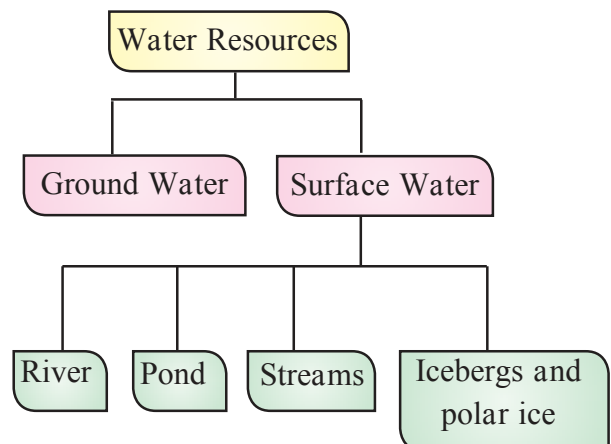 Water Resources
Ground Water
Surface Water
River
Pond
Streams
Icebergs and
polar ice